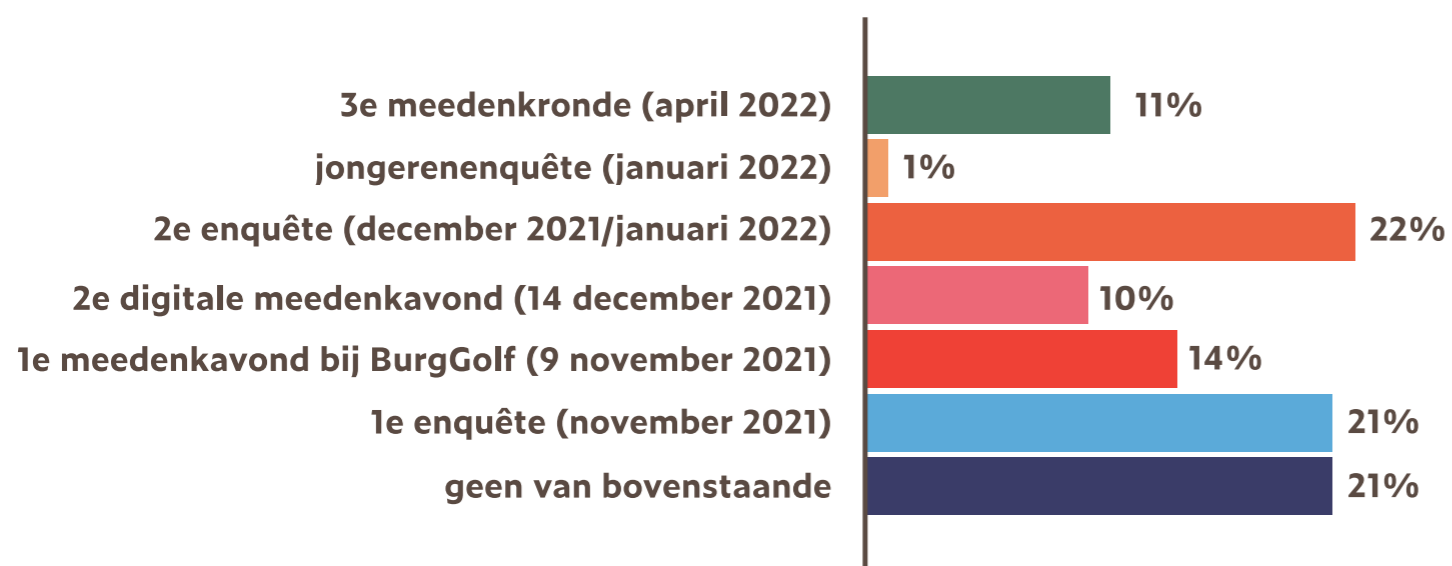 3e meedenkronde (april 2022) 11%
jongerenenquête (januari 2022) 1%
2e enquête (december 2021/januari 2022) 22%
2e digitale meedenkavond (14 december 2021) 10%
1e meedenkavond bij BurgGolf (9 november 2021) 14%
1e enquête (november 2021) 21%
geen van bovenstaande 21%